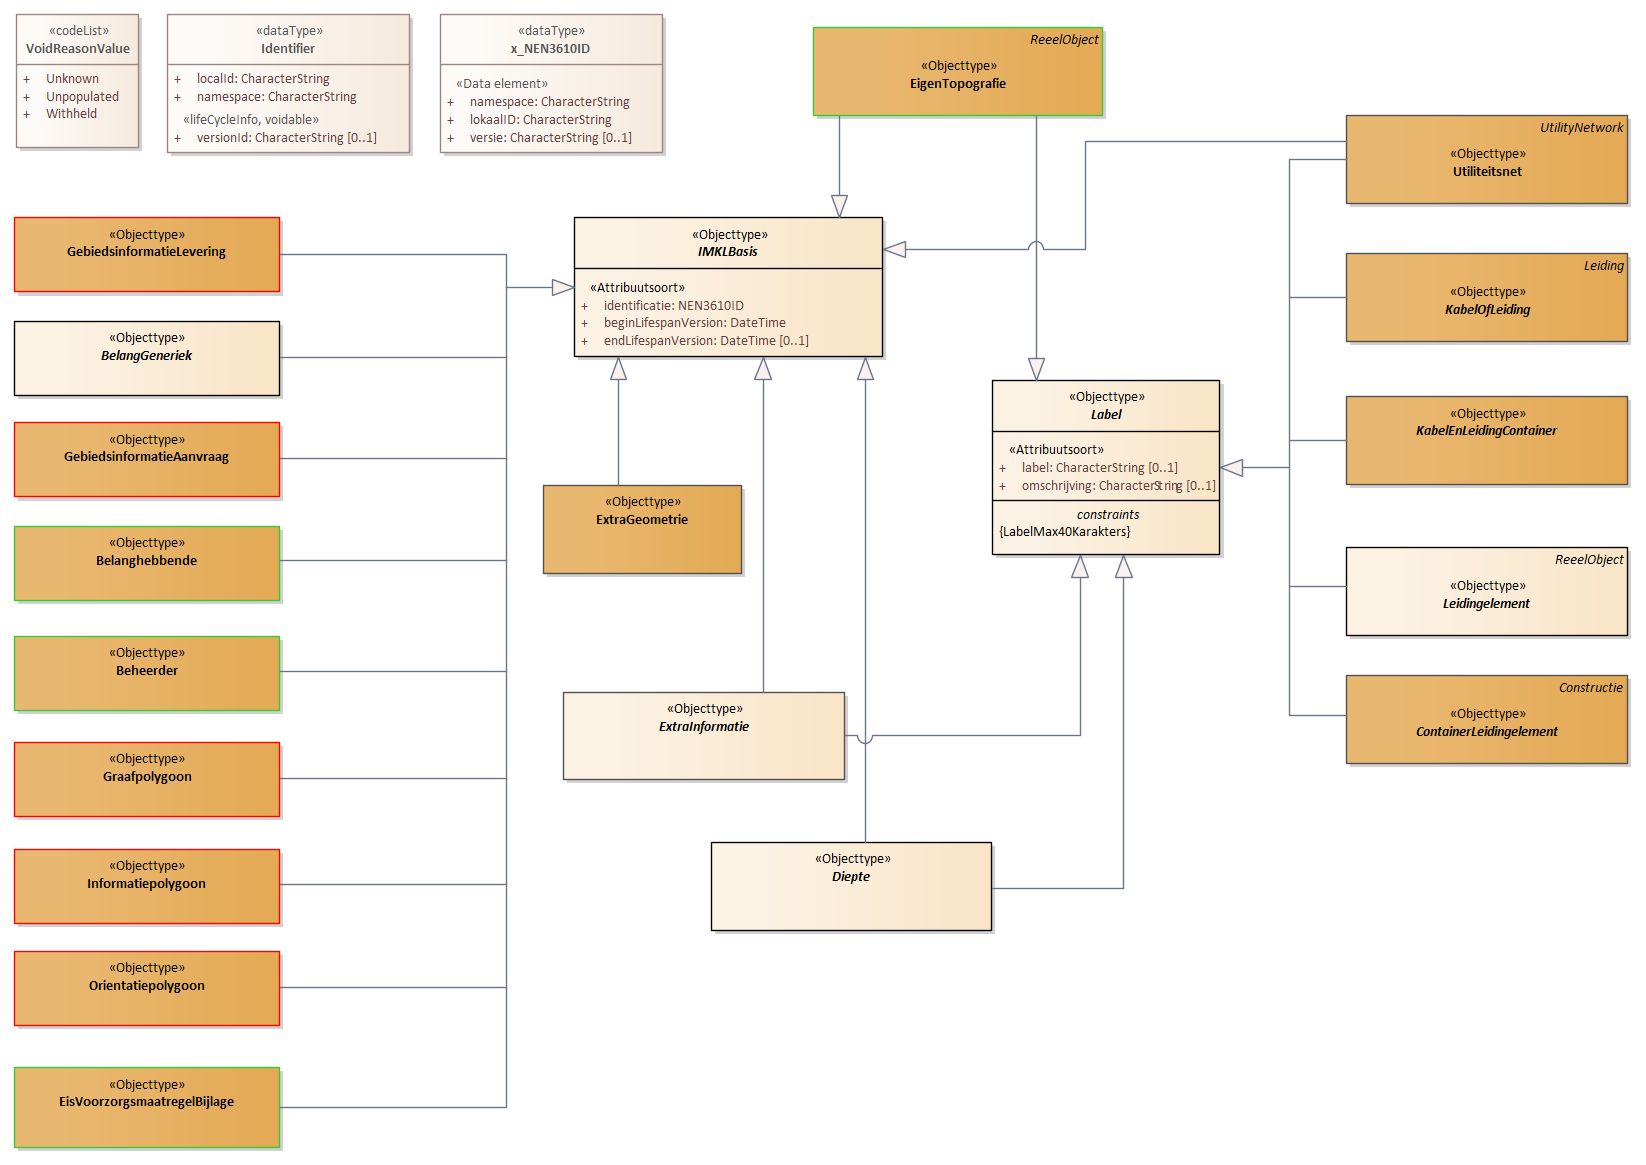 «codeList»
VoidReasonValue
+ Unknown
+ Unpopulated
+ Withheld
«dataType»
Identifier
+ localId: CharacterString
+ namespace: CharacterString
«lifeCycleInfo, voidable»
+ versionId: CharacterString [0..1]
«dataType»
x_NEN3610ID
«Data element»
+ namespace: CharacterString
+ lokaalID: CharacterString
+ versie: CharacterString [0..1]
ReeelObject
«Objecttype»
EigenTopografie
UtilityNetwork
«Objecttype»
Utiliteitsnet
«Objecttype»
GebiedsinformatieLevering
«Objecttype»
IMKLBasis
«Attribuutsoort»
+ identificatie: NEN3610ID
+ beginLifespanVersion: DateTime
+ endLifespanVersion: DateTime [0..1]
Leiding
«Objecttype»
KabelOfLeiding
«Objecttype»
BelangGeneriek
«Objecttype»
Label
«Attribuutsoort»
+ label: CharacterString [0..1]
+ omschrijving: CharacterString [0..1]
constraints
{LabelMax40Karakters}
«Objecttype»
KabelEnLeidingContainer
«Objecttype»
GebiedsinformatieAanvraag
«Objecttype»
ExtraGeometrie
«Objecttype»
Belanghebbende
ReeelObject
«Objecttype»
Leidingelement
«Objecttype»
Beheerder
«Objecttype»
ExtraInformatie
Constructie
«Objecttype»
ContainerLeidingelement
«Objecttype»
Graafpolygoon
«Objecttype»
Diepte
«Objecttype»
Informatiepolygoon
«Objecttype»
Orientatiepolygoon
«Objecttype»
EisVoorzorgsmaatregelBijlage